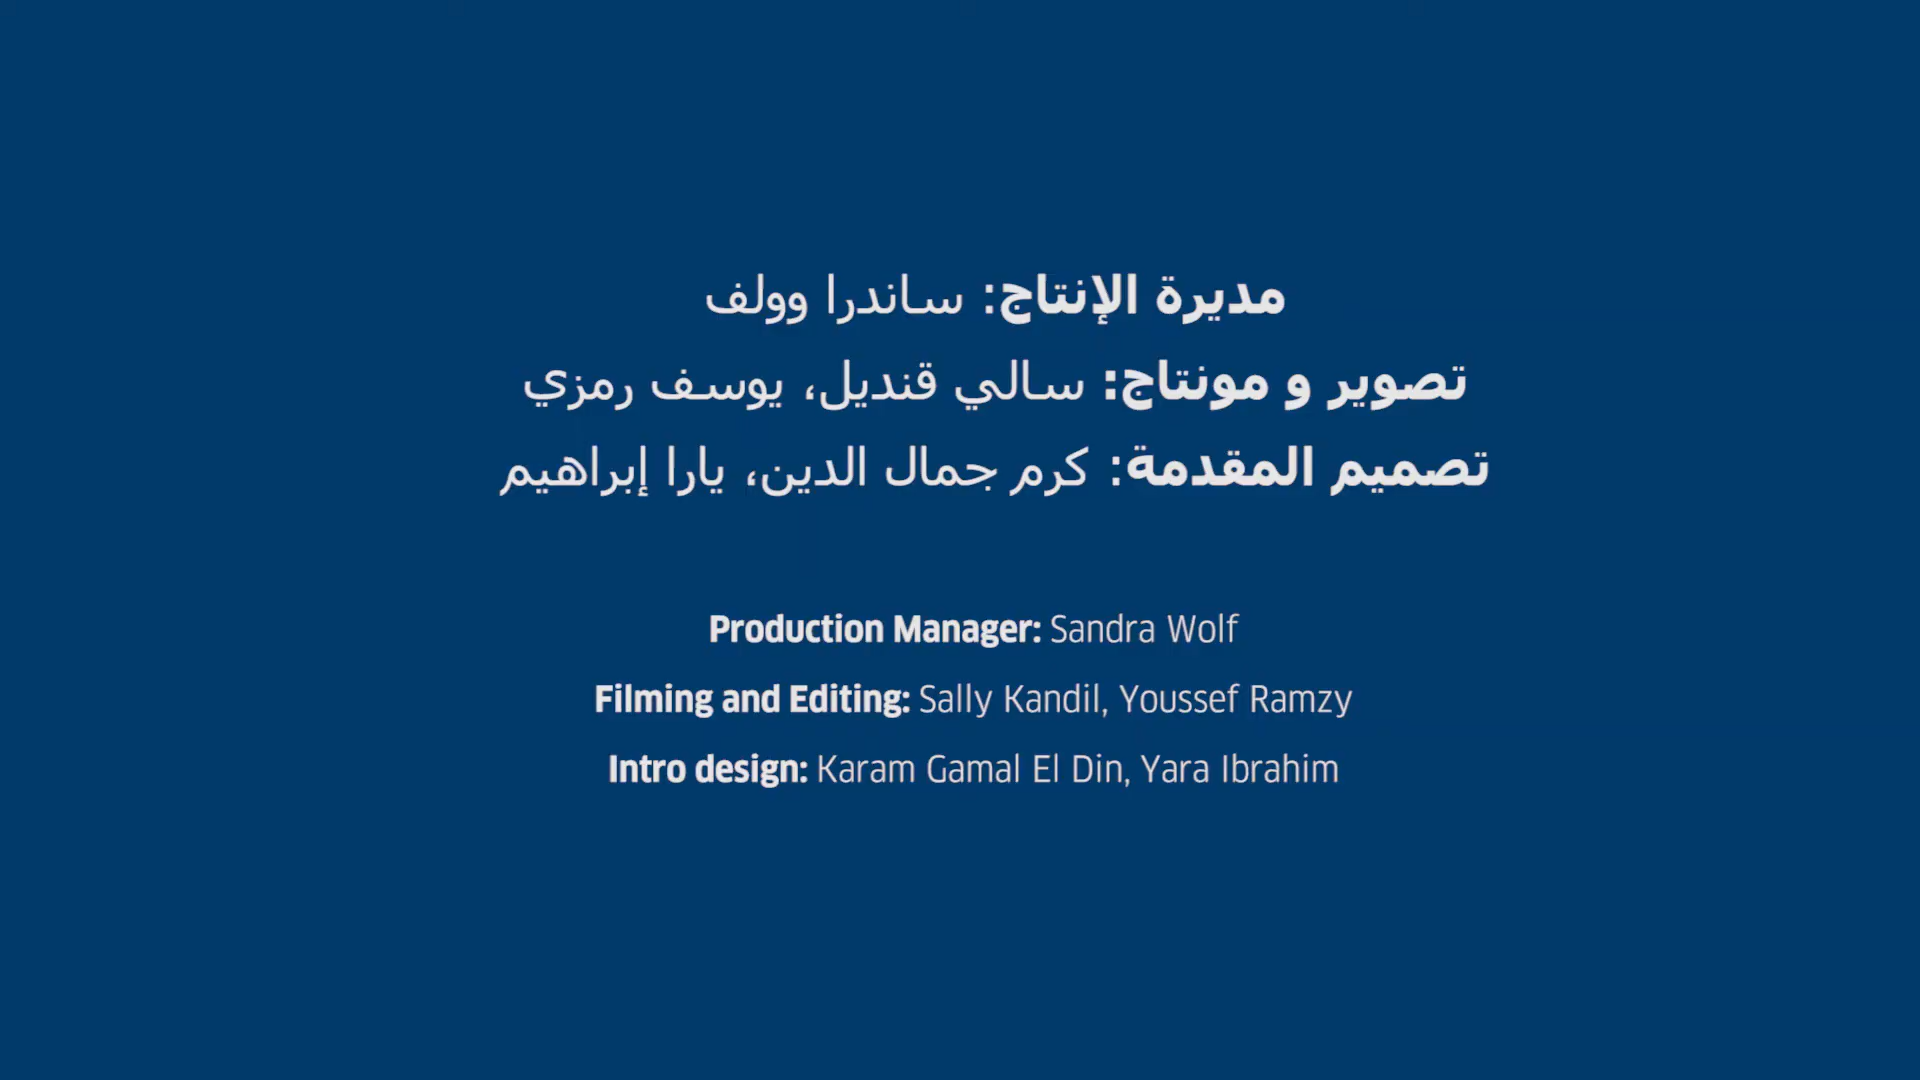 مديرة الإنتاج: ساندرا وولف
تصوير و مونتاج: سالي قنديل، يوسف رمزي
تصميم المقدمة: كرم جمال الدين، يارا إبراهيم
Production Manager: Sandra Wolf
Filming and Editing: Sally Kandil, Youssef Ramzy
Intro design: Karam Gamal El Din, Yara Ibrahim